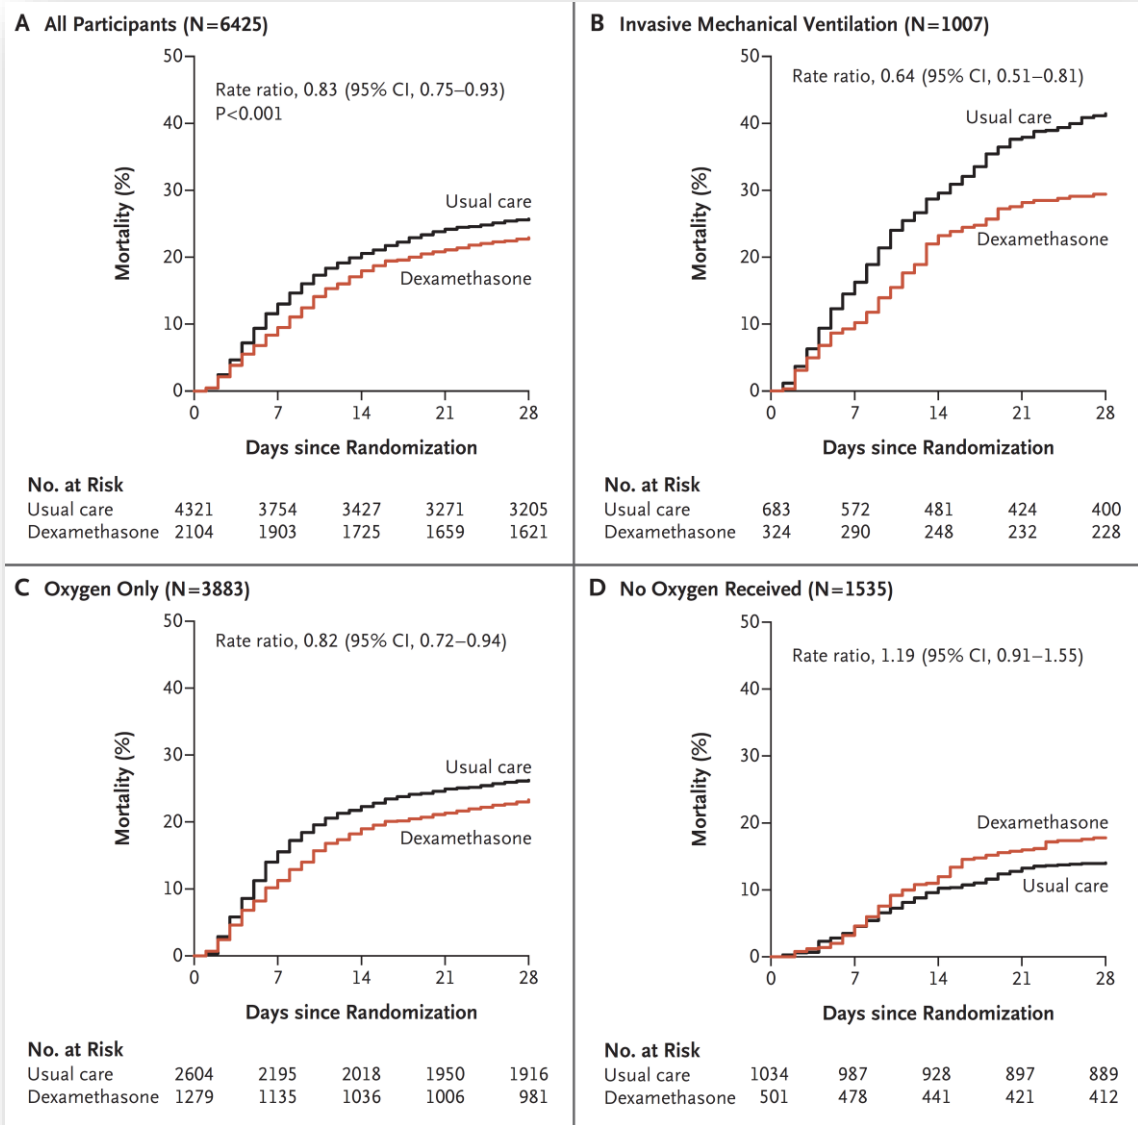 A All Participants (N=6425)
50
40
30
20
10
0
Mortality (%)
Rate ratio, 0.83 (95% CI, 0.75–0.93)
P<0.001
Usual care
Dexamethasone
0 7 14 21 28
Days since Randomization
No. at Risk
Usual care 4321 3754 3427 3271 3205
Dexamethasone 2104 1903 1725 1659 1621
B Invasive Mechanical Ventilation (N=1007)
50
40
30
20
10
0
Mortality (%)
Rate ratio, 0.64 (95% CI, 0.51–0.81)
Usual care
Dexamethasone
0 7 14 21 28
Days since Randomization
No. at Risk
Usual care 683 572 481 424 400
Dexamethasone 324 290 248 232 228
C Oxygen Only (N=3883)
50
40
30
20
10
0
Mortality (%)
Rate ratio, 0.82 (95% CI, 0.72–0.94)
Usual care
Dexamethasone
0 7 14 21 28
Days since Randomization
No. at Risk
Usual care 2604 2195 2018 1950 1916
Dexamethasone 1279 1135 1036 1006 981
D No Oxygen Received (N=1535)
50
40
30
20
10
0
Mortality (%)
Rate ratio, 1.19 (95% CI, 0.91–1.55)
Dexamethasone
Usual care
0 7 14 21 28
Days since Randomization
No. at Risk
Usual care 1034 987 928 897 889
Dexamethasone 501 478 441 421 412